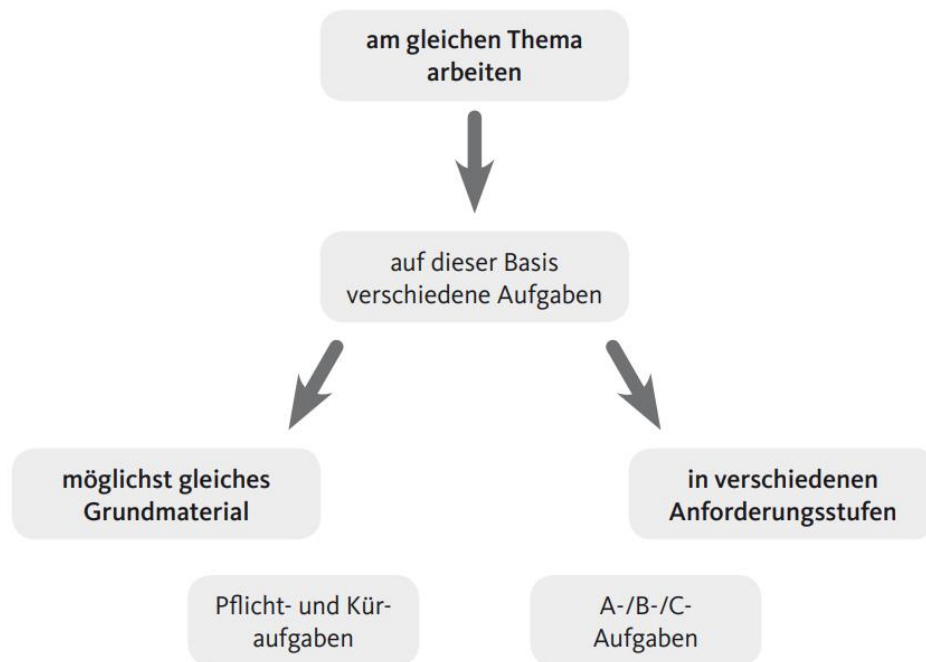 am gleichen Thema
arbeiten
auf dieser Basis
verschiedene Aufgaben
möglichst gleiches
Grundmaterial
in verschiedenen
Anforderungsstufen
Pflicht- und Kür-
aufgaben
A-/B-/C-
Aufgaben